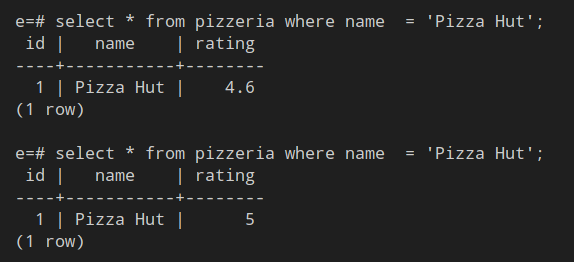 e=# select * from pizzeria where name  = 'Pizza Hut';
 id |   name    | rating
----+-----------+--------
  1 | Pizza Hut |    4.6
(1 row)

e=# select * from pizzeria where name  = 'Pizza Hut';
 id |   name    | rating
----+-----------+--------
  1 | Pizza Hut |      5
(1 row)